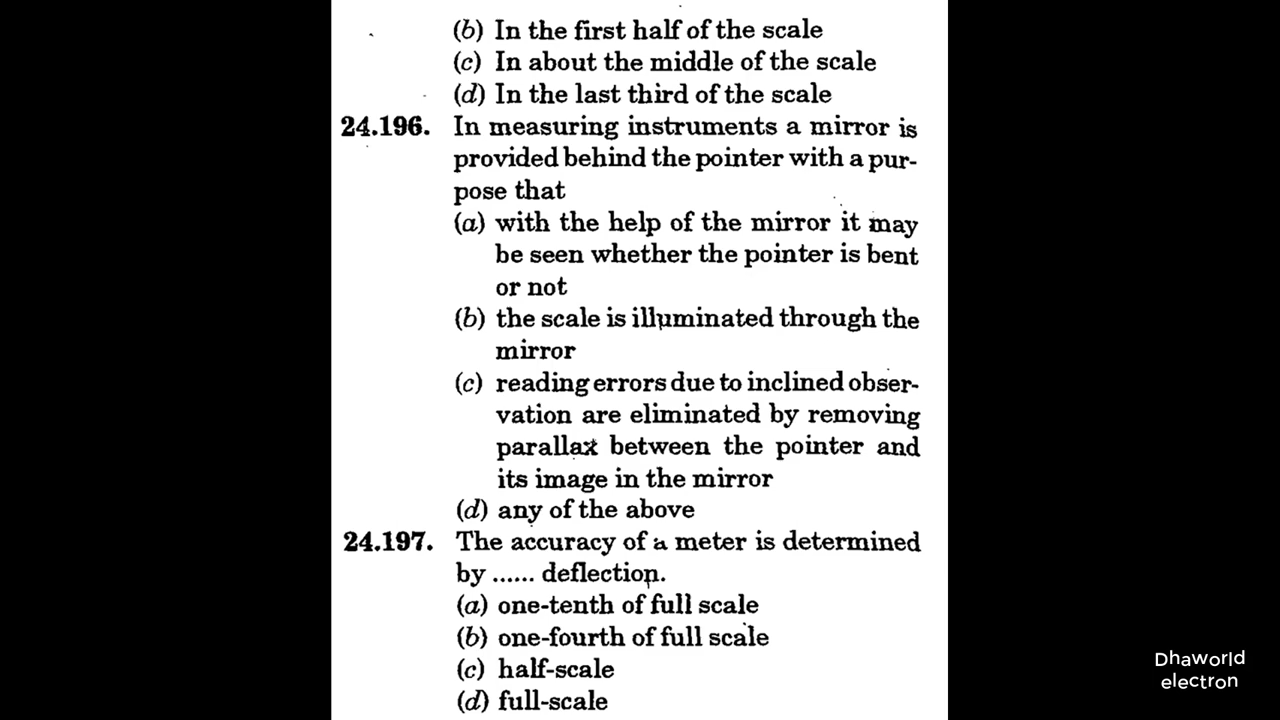 (b) In the first half of the scale
(c) In about the middle of the scale
(d) In the last third of the scale
24.196. In measuring instruments a mirror is
provided behind the pointer with a pur-
pose that
(a) with the help of the mirror it may
be seen whether the pointer is bent
or not
(b) the scale is illuminated through the
mirror
(c) reading errors due to inclined obser-
vation are eliminated by removing
parallax between the pointer and
its image in the mirror
(d) any of the above
24.197. The accuracy of a meter is determined
by ...... deflection.
(a) one-tenth of full scale
(b) one-fourth of full scale
(c) half-scale
(d) full-scale
Dhaworld
electron